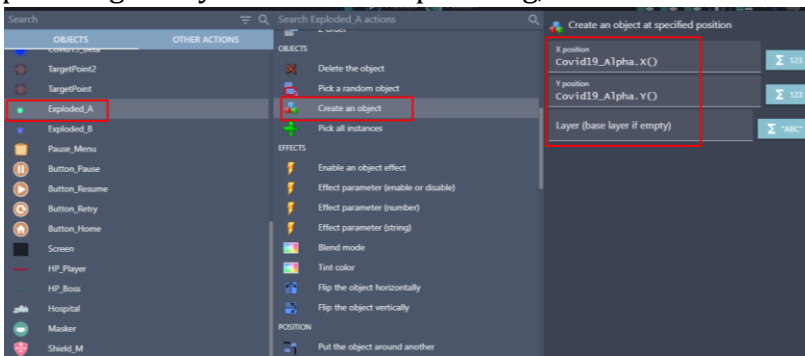 Search
OBJECTS
OTHER ACTIONS
TargetPoint2
TargetPoint
Exploded_A
Exploded_B
Pause_Menu
Button_Pause
Button_Resume
Button_Retry
Button_Home
Screen
HP_Player
HP_Boss
Hospital
Masker
Shield_M
Search Exploded_A actions
OBJECTS
Delete the object
Pick a random object
Create an object
Pick all instances
EFFECTS
Enable an object effect
Effect parameter (enable or disable)
Effect parameter (number)
Effect parameter (string)
Blend mode
Tint color
Flip the object horizontally
Flip the object vertically
POSITION
Put the object around another
Create an object at specified position
X position
Covid19_Alpha.X()
Σ 123
Y position
Covid19_Alpha.Y()
Σ 123
Layer (base layer if empty)
Σ "ABC"